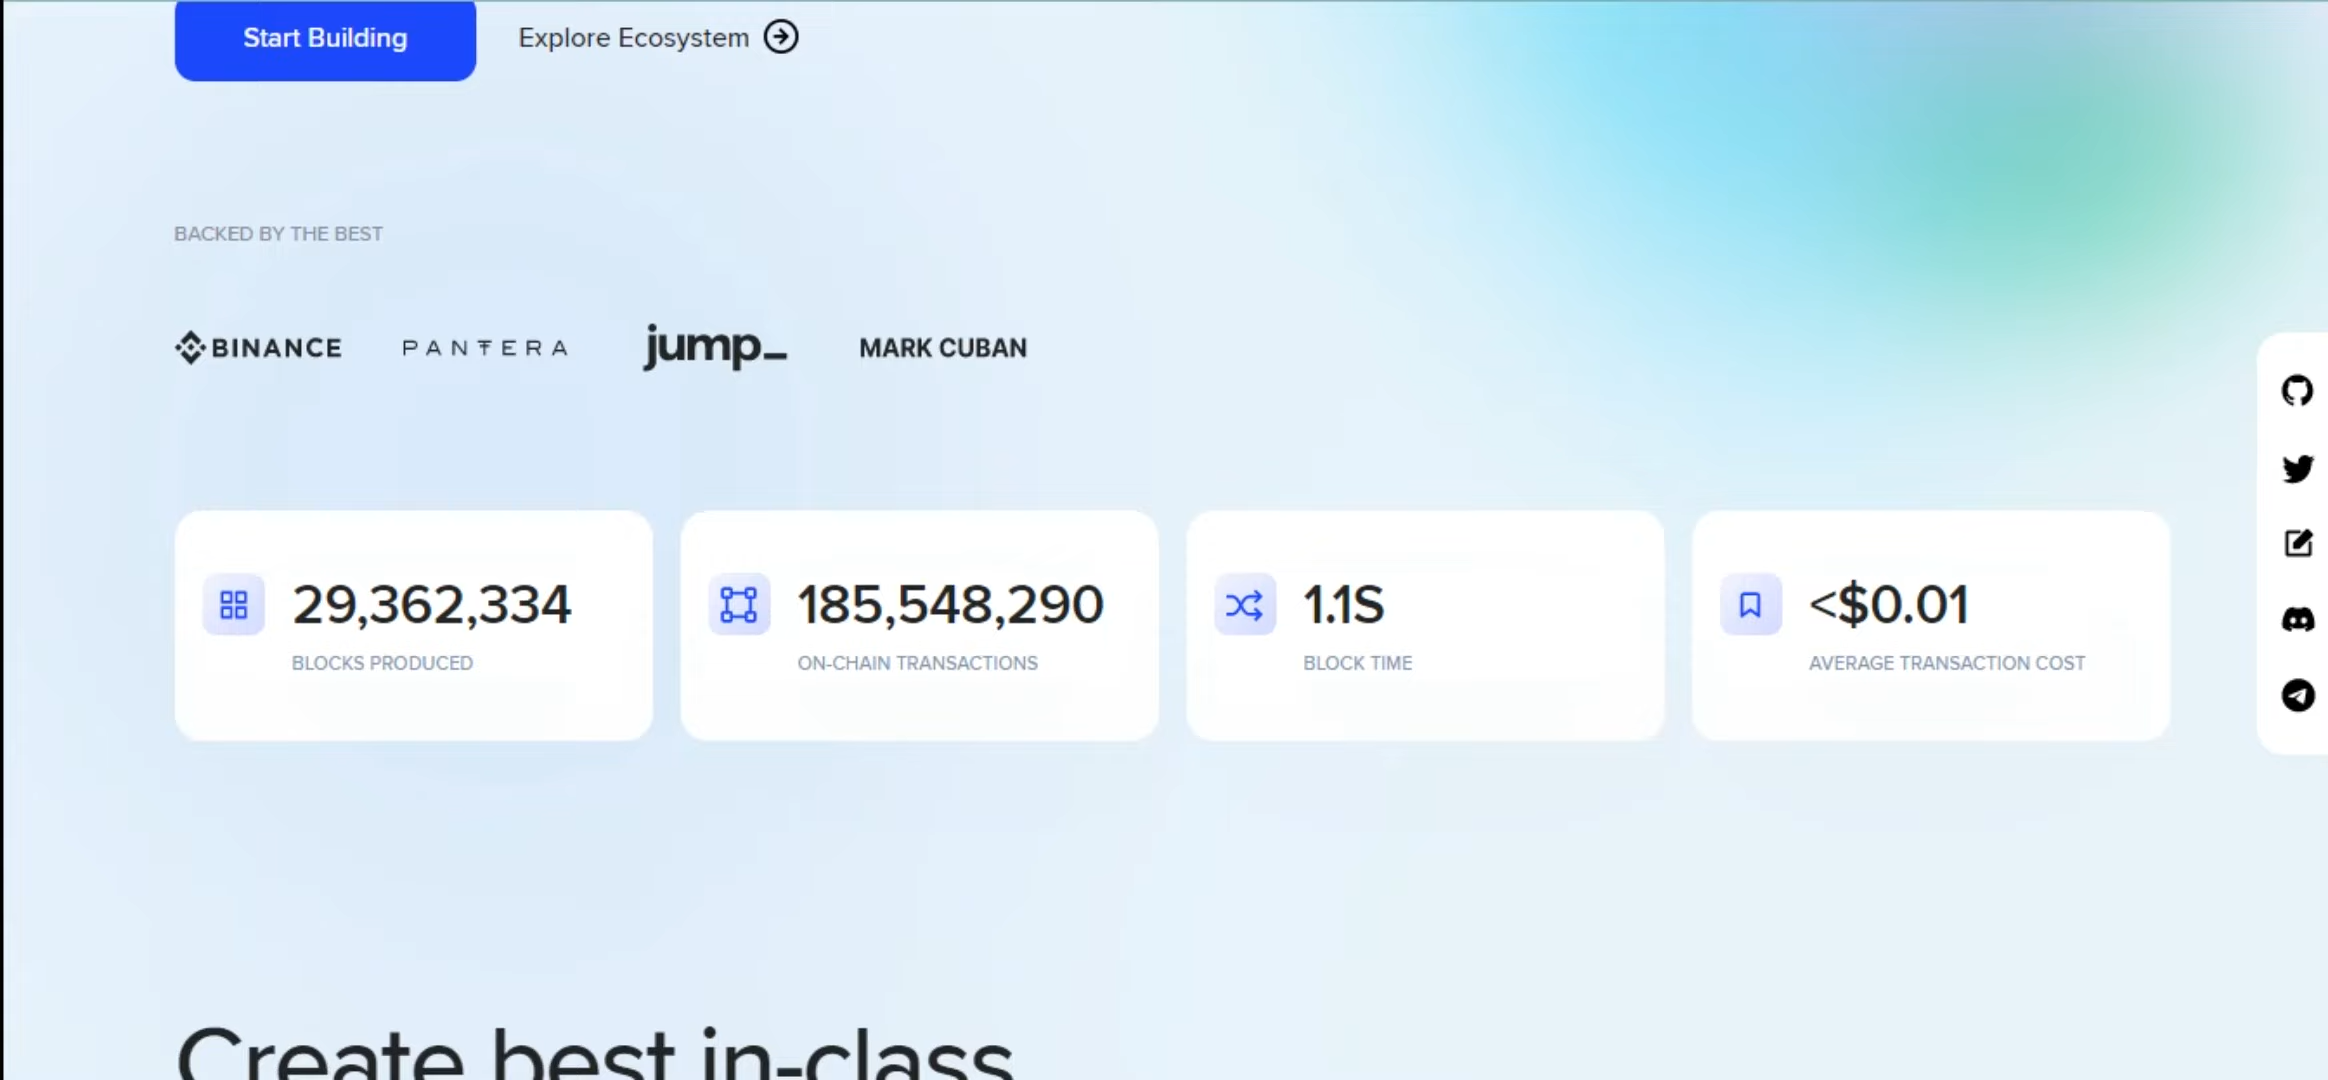 Start Building
Explore Ecosystem
BACKED BY THE BEST
BINANCE
PANTERA
jump_
MARK CUBAN
29,362,334
BLOCKS PRODUCED
185,548,290
ON-CHAIN TRANSACTIONS
1.1S
BLOCK TIME
<$0.01
AVERAGE TRANSACTION COST
Create best in-class